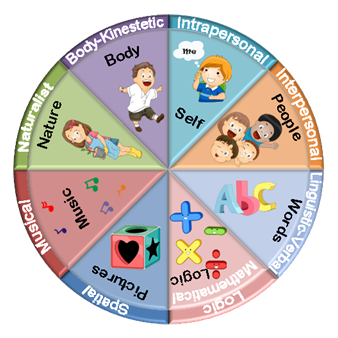 Intrapersonal
me
Self
Interpersonal
People
Linguistic-Verbal
ABC
Words
Logic
Mathematical
Logic
Spatial
Pictures
Musical
Music
Naturalist
Nature
Body-Kinestetic
Body